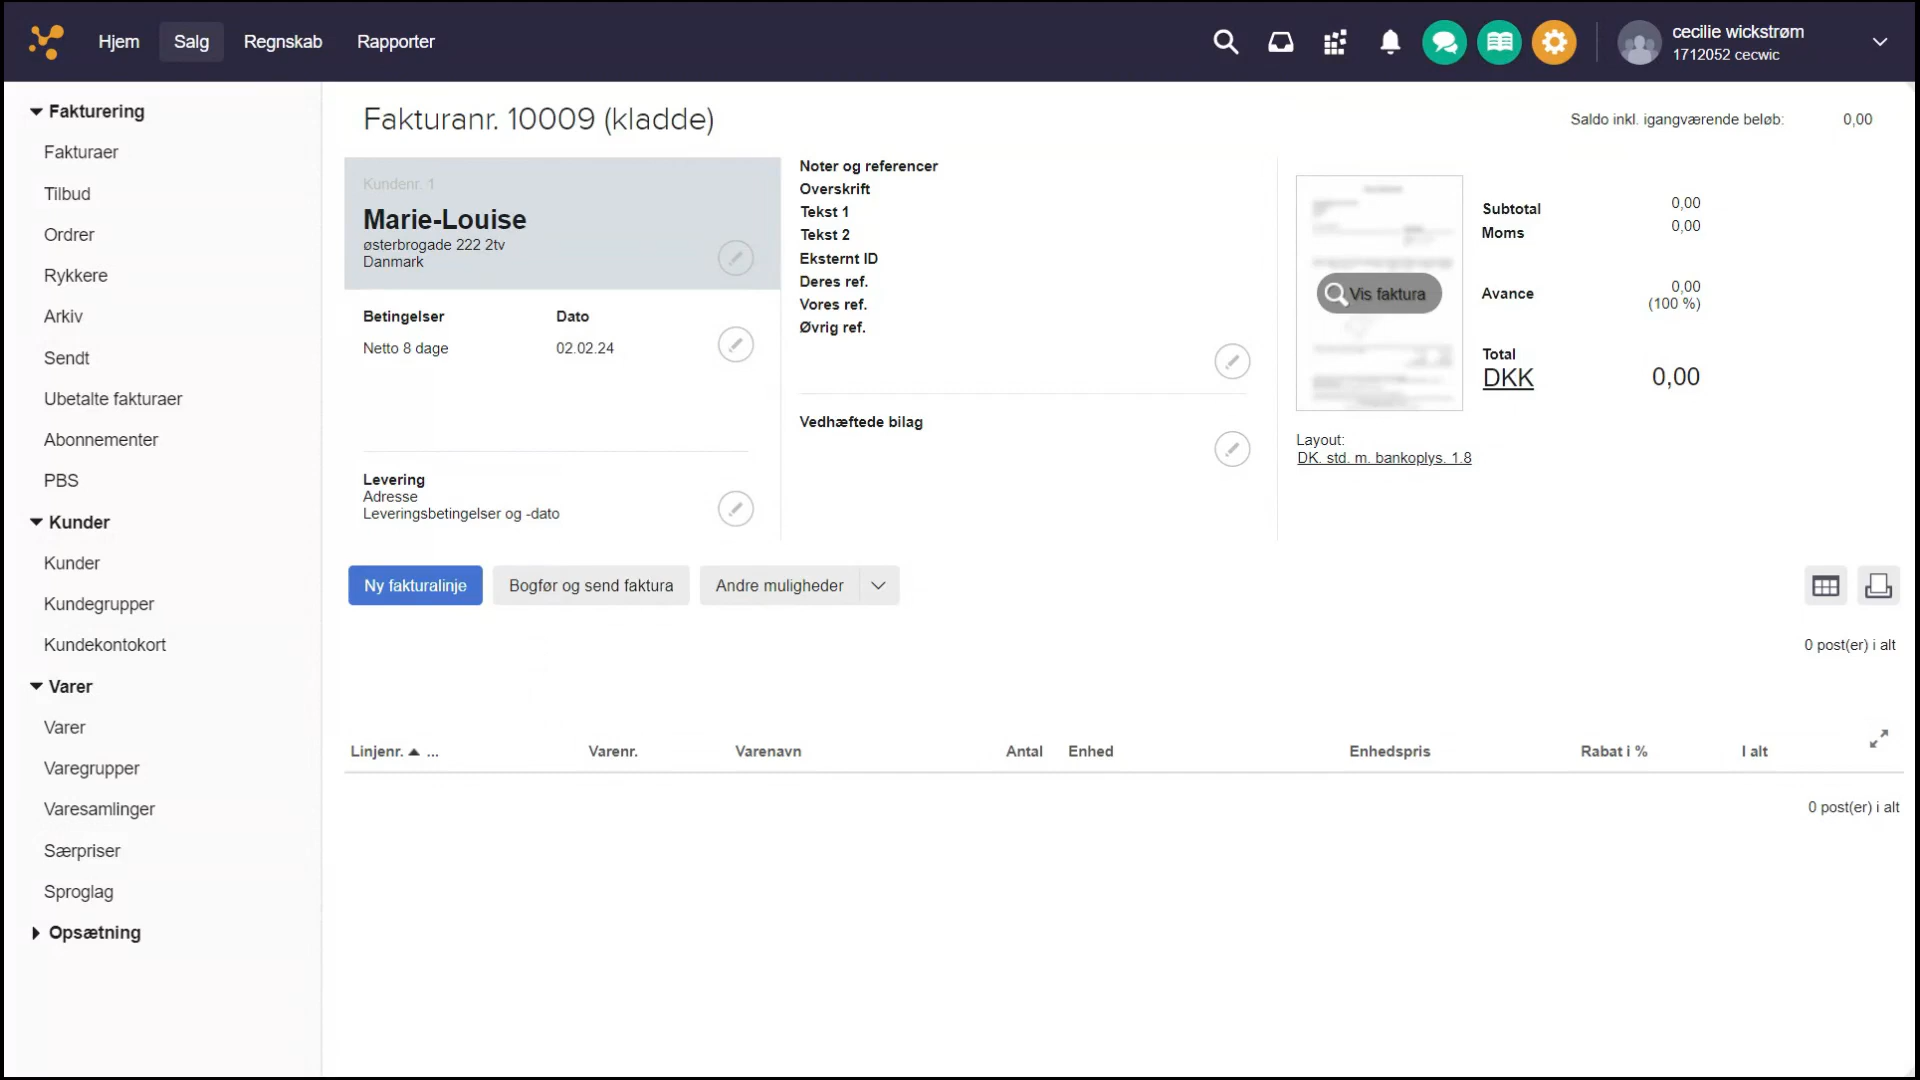 Hjem
Salg
Regnskab
Rapporter
cecilie wickstrøm
1712052 cecwic
Fakturering
Fakturaer
Tilbud
Ordrer
Rykkere
Arkiv
Sendt
Ubetalte fakturaer
Abonnementer
PBS
Kunder
Kunder
Kundegrupper
Kundekontokort
Varer
Varer
Varegrupper
Varesamlinger
Særpriser
Sproglag
Opsætning
Fakturanr. 10009 (kladde)
Saldo inkl. igangværende beløb: 0,00
Kundenr. 1
Marie-Louise
østerbrogade 222 2tv
Danmark
Betingelser Dato
Netto 8 dage 02.02.24
Levering
Adresse
Leveringsbetingelser og -dato
Noter og referencer
Overskrift
Tekst 1
Tekst 2
Eksternt ID
Deres ref.
Vores ref.
Øvrig ref.
Vedhæftede bilag
Vis faktura
Layout:
DK. std. m. bankoplys. 1.8
Subtotal 0,00
Moms 0,00
Avance 0,00
(100 %)
Total
DKK 0,00
Ny fakturalinje
Bogfør og send faktura
Andre muligheder
0 post(er) i alt
Linjenr. ... Varenr. Varenavn Antal Enhed Enhedspris Rabat i % I alt
0 post(er) i alt